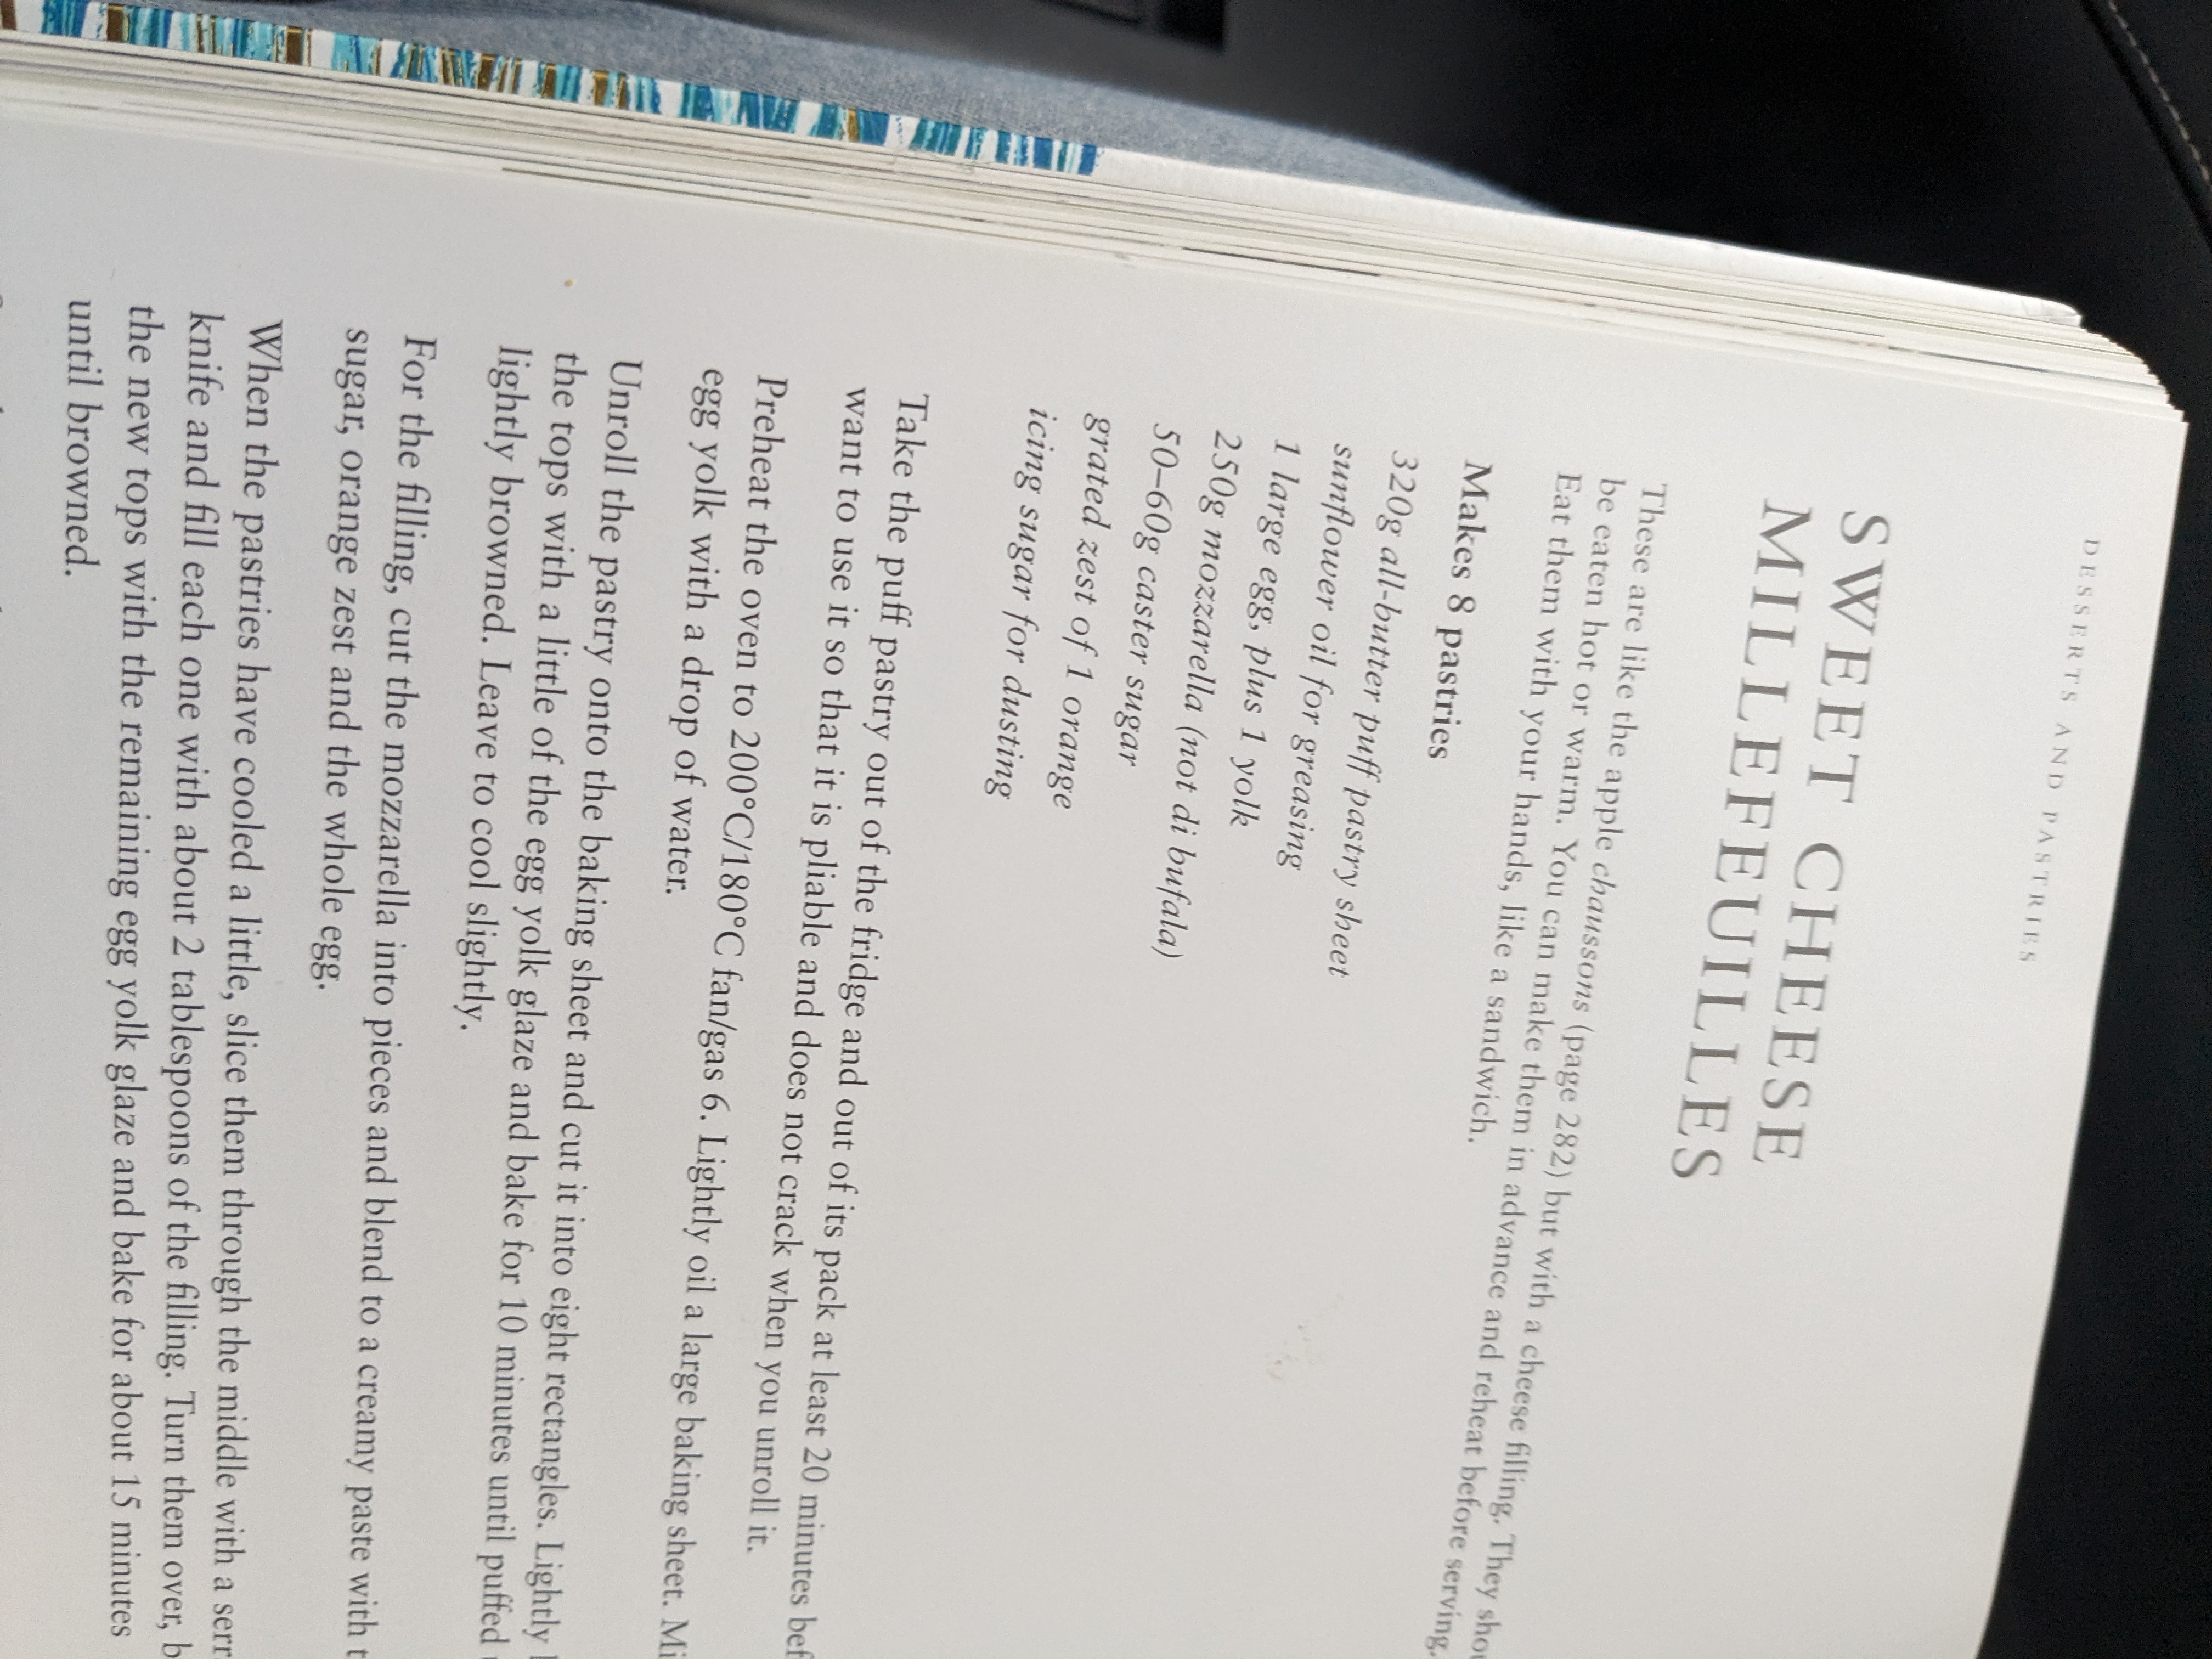 DESSERTS AND PASTRIES
SWEET CHEESE
MILLEFEUILLES
These are like the apple chaussons (page 282) but with a cheese filling. They
be eaten hot or warm. You can make them in advance and reheat before serving.
Eat them with your hands, like a sandwich.
Makes 8 pastries
320g all-butter puff pastry sheet
sunflower oil for greasing
1 large egg, plus 1 yolk
250g mozzarella (not di bufala)
50–60g caster sugar
grated zest of 1 orange
icing sugar for dusting
Take the puff pastry out of the fridge and out of its pack at least 20 minutes
want to use it so that it is pliable and does not crack when you unroll it.
Preheat the oven to 200°C/180°C fan/gas 6. Lightly oil a large baking sheet.
egg yolk with a drop of water.
Unroll the pastry onto the baking sheet and cut it into eight rectangles. Lightly
the tops with a little of the egg yolk glaze and bake for 10 minutes until puffed
lightly browned. Leave to cool slightly.
For the filling, cut the mozzarella into pieces and blend to a creamy paste with
sugar, orange zest and the whole egg.
When the pastries have cooled a little, slice them through the middle with a
knife and fill each one with about 2 tablespoons of the filling. Turn them over,
the new tops with the remaining egg yolk glaze and bake for about 15 minutes
until browned.